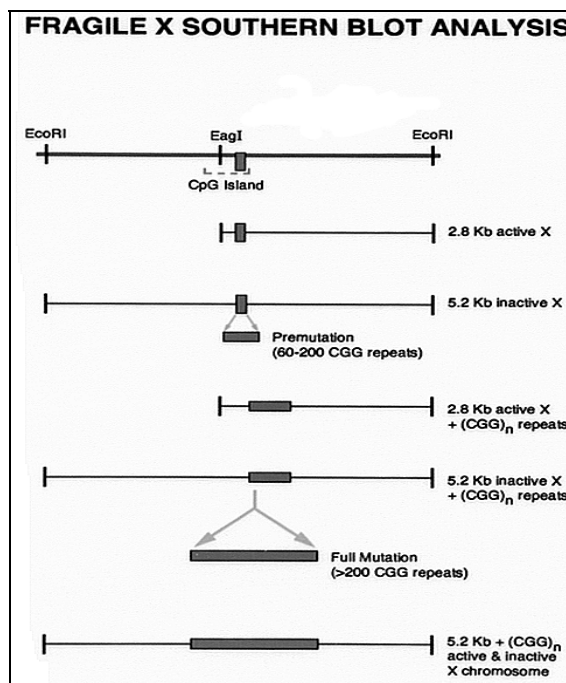 FRAGILE X SOUTHERN BLOT ANALYSIS
EcoRI EagI EcoRI
CpG Island
2.8 Kb active X
5.2 Kb inactive X
Premutation
(60-200 CGG repeats)
2.8 Kb active X
+ (CGG)n repeats
5.2 Kb inactive X
+ (CGG)n repeats
Full Mutation
(>200 CGG repeats)
5.2 Kb + (CGG)n
active & inactive
X chromosome